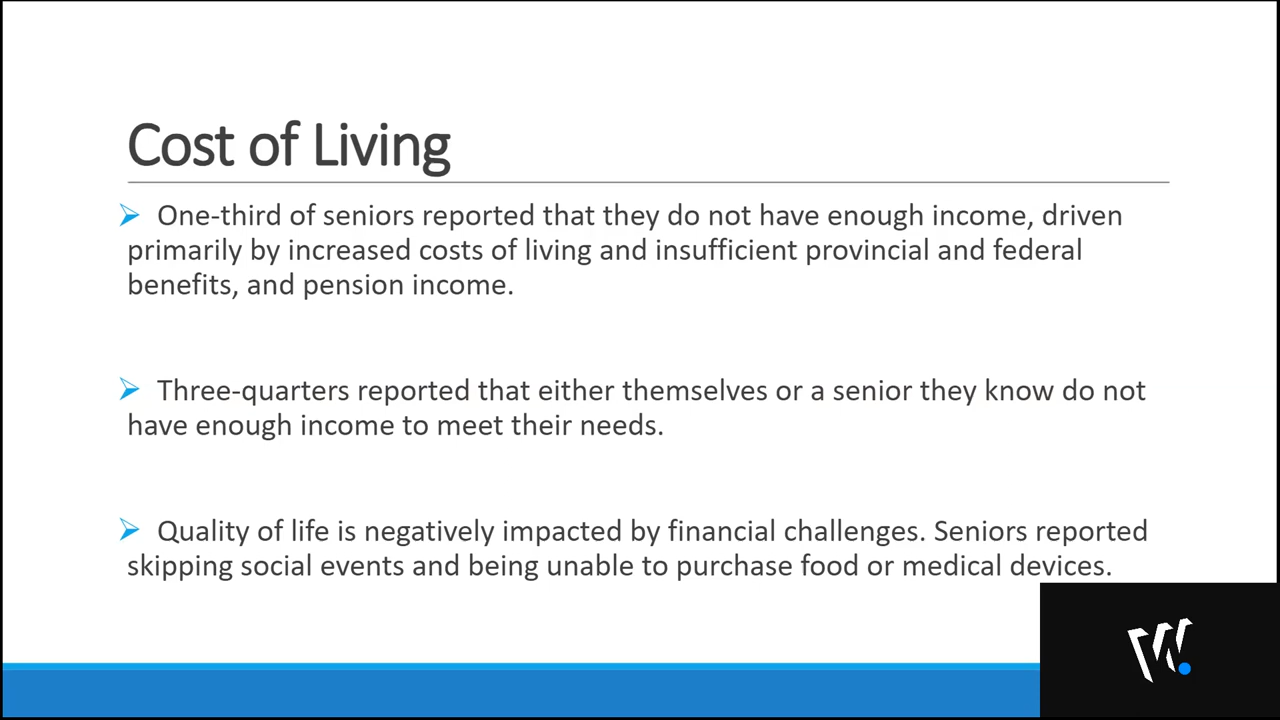 Cost of Living
One-third of seniors reported that they do not have enough income, driven
primarily by increased costs of living and insufficient provincial and federal
benefits, and pension income.
Three-quarters reported that either themselves or a senior they know do not
have enough income to meet their needs.
Quality of life is negatively impacted by financial challenges. Seniors reported
skipping social events and being unable to purchase food or medical devices.
W.